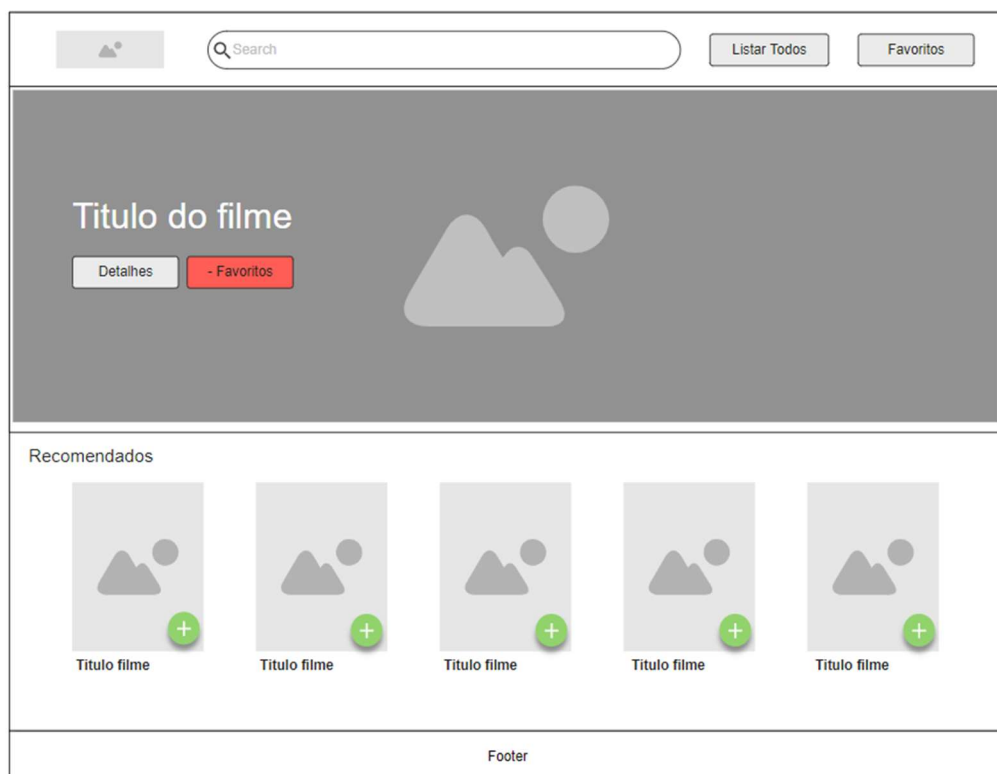 Search
Listar Todos
Favoritos
Titulo do filme
Detalhes
- Favoritos
Recomendados
Titulo filme
Titulo filme
Titulo filme
Titulo filme
Titulo filme
Footer